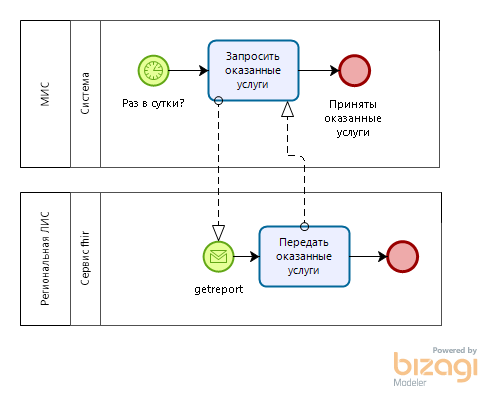 МИС
Система
Раз в сутки?
Запросить
оказанные
услуги
Приняты
оказанные
услуги
Региональная ЛИС
Сервис fhir
getreport
Передать
оказанные
услуги
Powered by
bizagi
Modeler